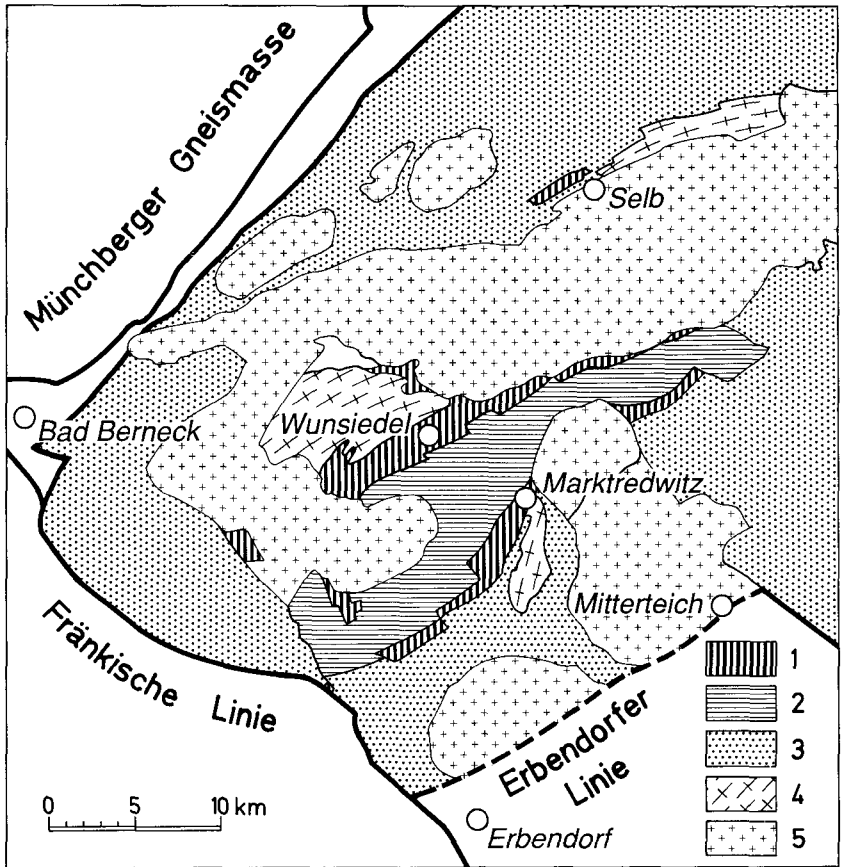 Münchberger Gneismasse
Selb
Bad Berneck
Wunsiedel
Marktredwitz
Mitterteich
Fränkische Linie
Erbendorfer
Linie
Erbendorf
0 5 10 km
1
2
3
4
5